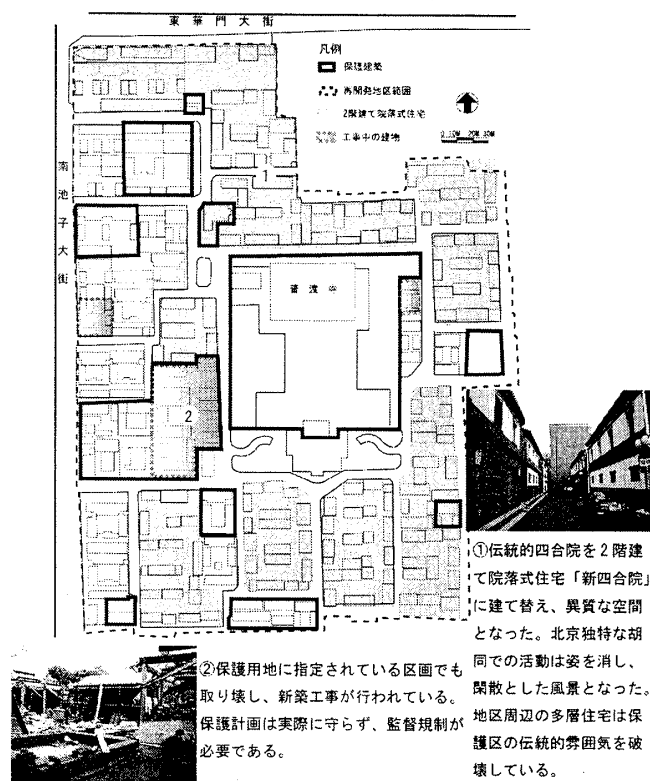 東華門大街
凡例
保護建築
再開発地区範囲
2階建て院落式住宅
工事中の建物
0 10M 20M 30M
南池子大街
1
普渡寺
2
①伝統的四合院を2階建
て院落式住宅「新四合院」
に建て替え、異質な空間
となった。北京独特な胡
同での活動は姿を消し、
閑散とした風景となった。
地区周辺の多層住宅は保
護区の伝統的雰囲気を破
壊している。
②保護用地に指定されている区画でも
取り壊し、新築工事が行われている。
保護計画は実際に守らず、監督規制が
必要である。